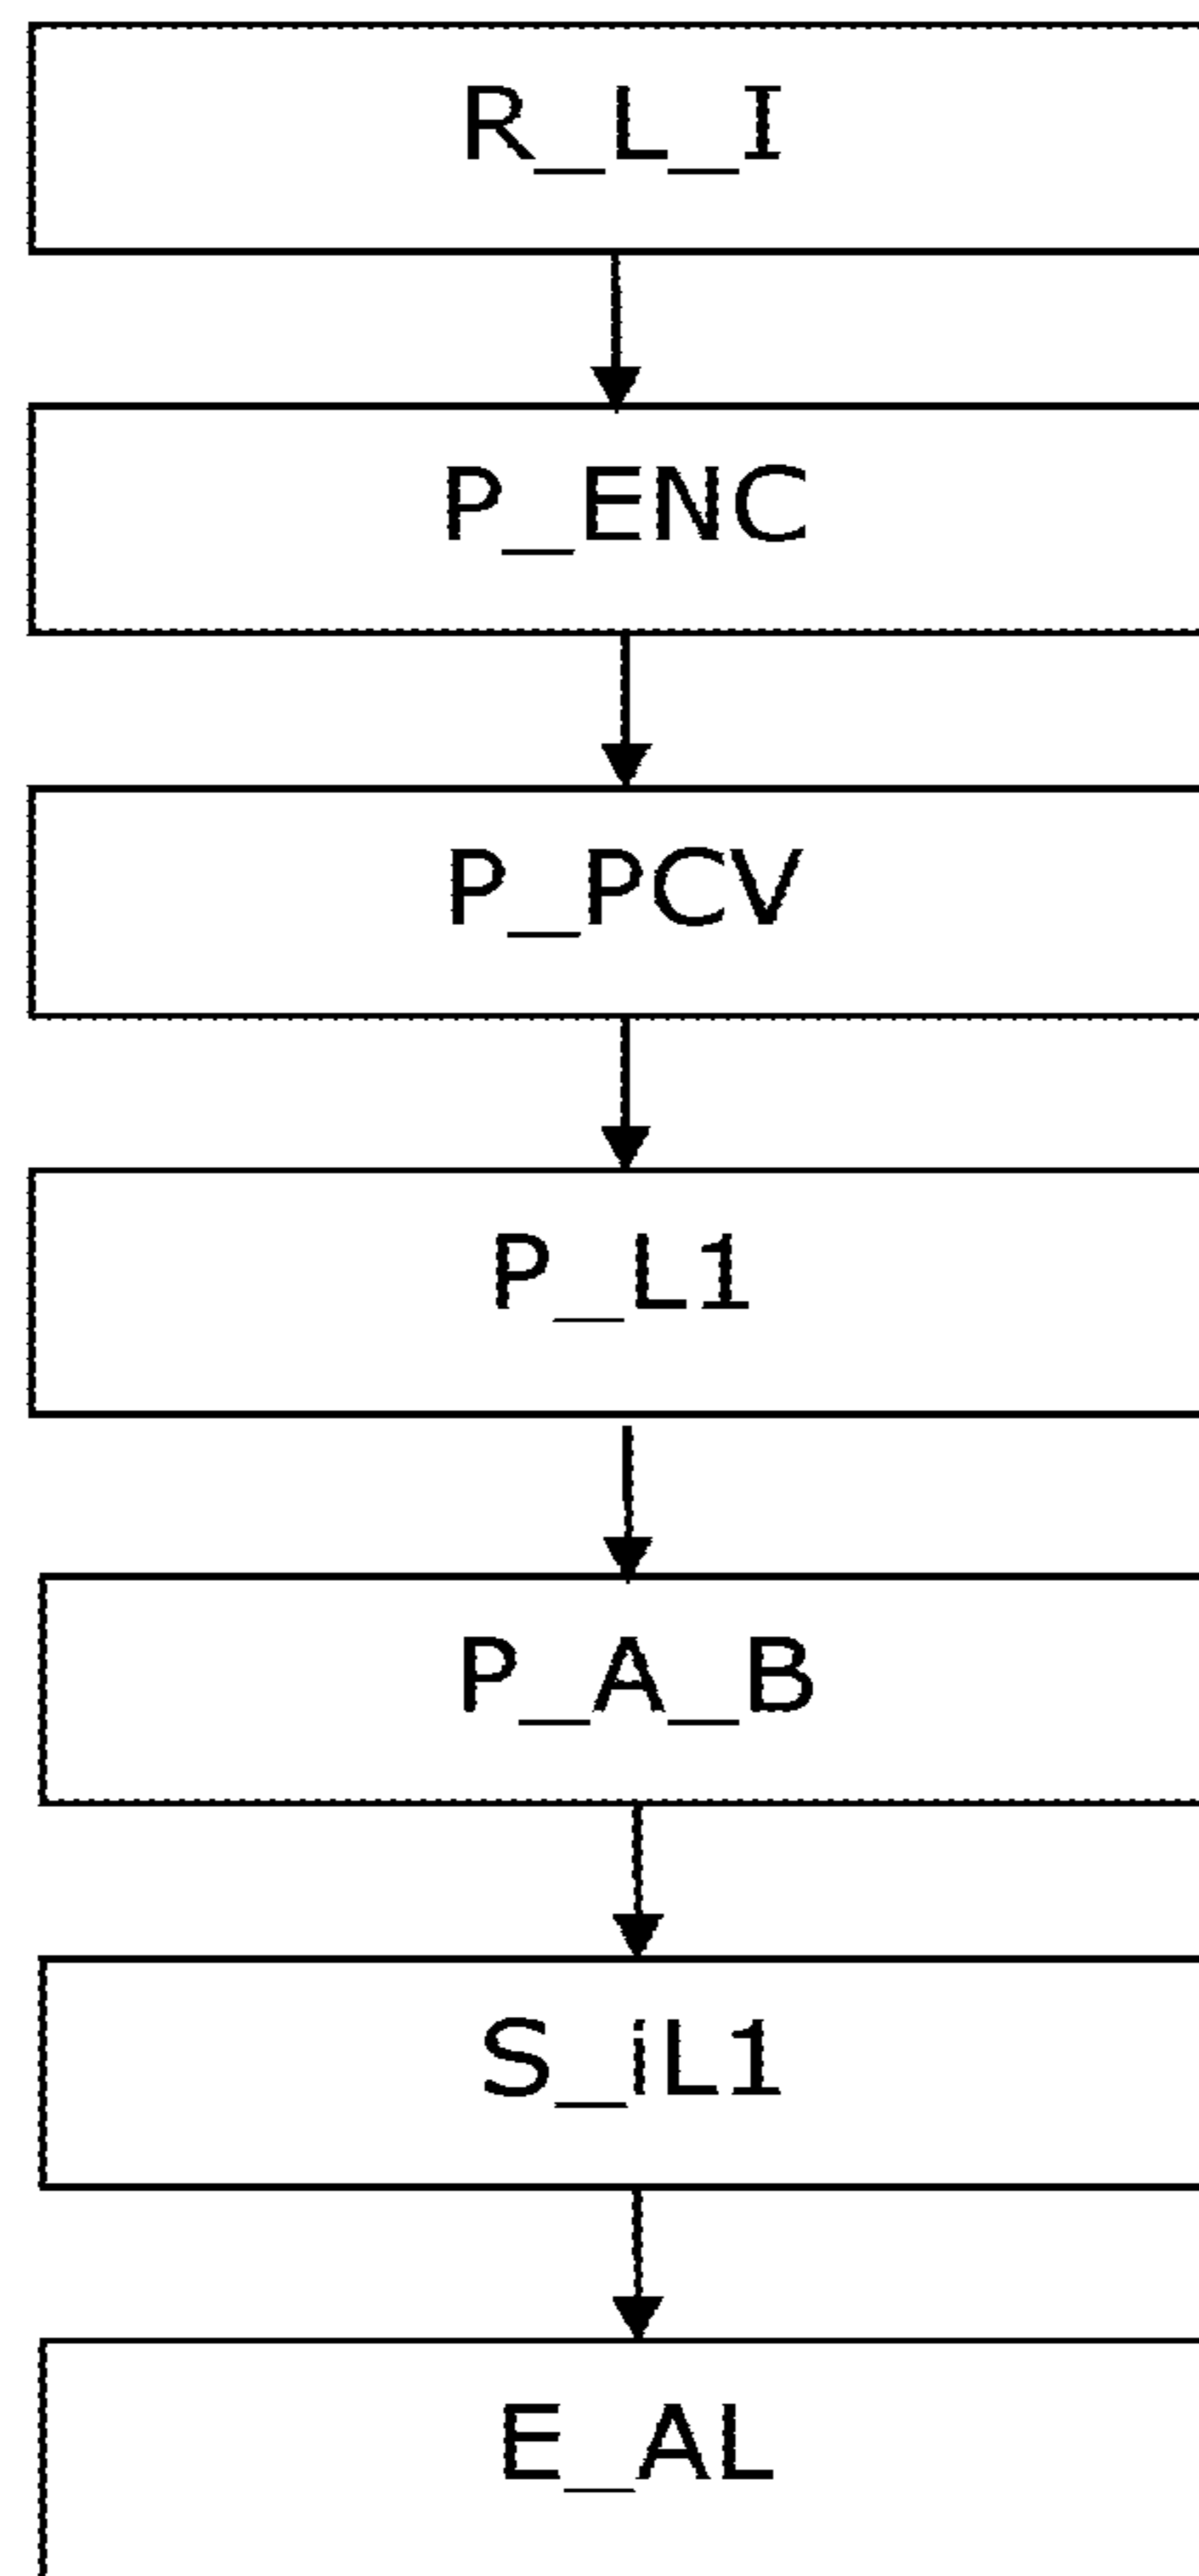 R_L_I
P_ENC
P_PCV
P_L1
P_A_B
S_iL1
E_AL